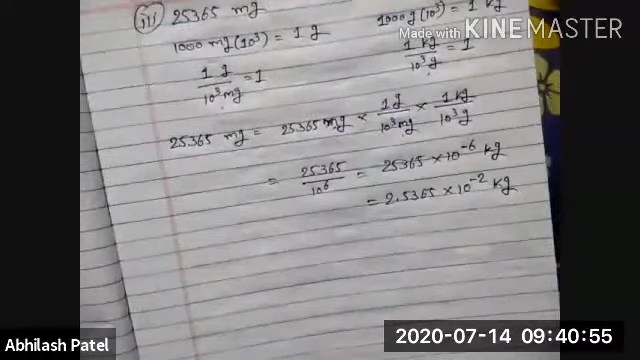 (iii) 25365 mg
1000 mg (10³) = 1 g
1 g / 10³ mg = 1
1000 g (10³) = 1 kg
1 kg / 10³ g = 1
25365 mg = 25365 mg × 1 g / 10³ mg × 1 kg / 10³ g
= 25365 / 10⁶ = 25365 × 10⁻⁶ kg
= 2.5365 × 10⁻² kg
Made with KINEMASTER
Abhilash Patel
2020-07-14 09:40:55